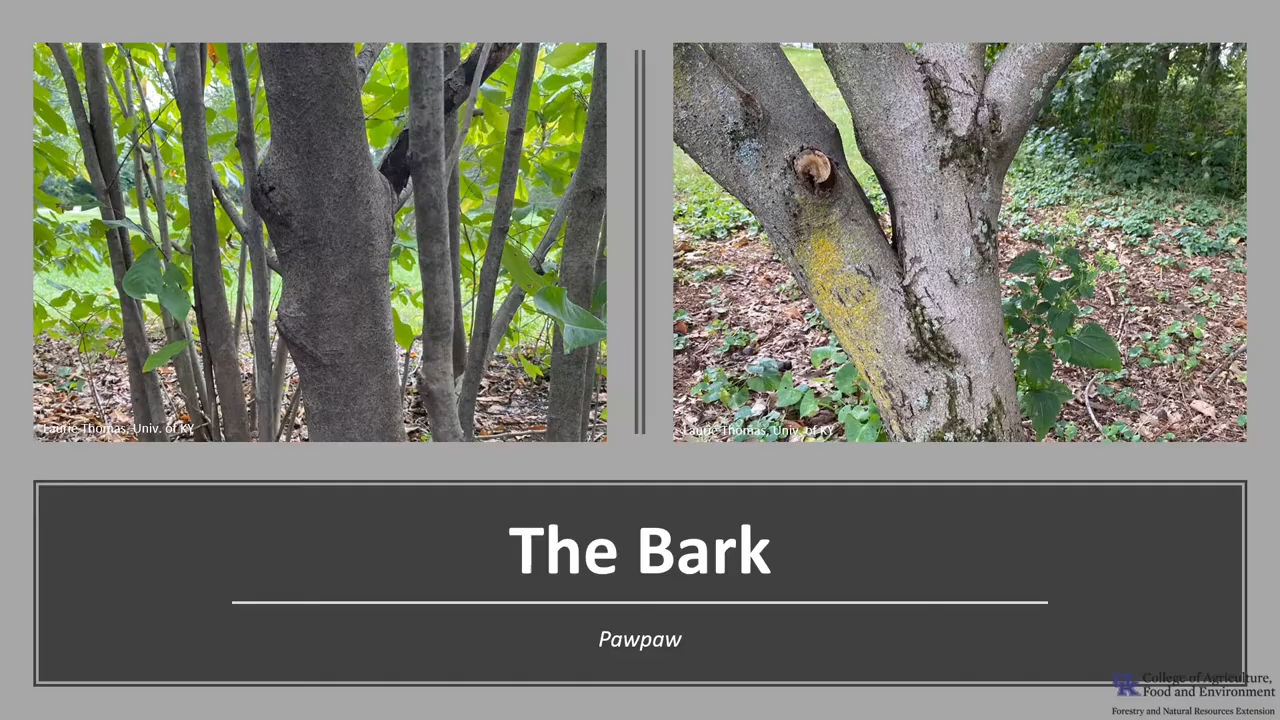 Laurie Thomas, Univ. of KY
Laurie Thomas, Univ. of KY
The Bark
Pawpaw
UK
College of Agriculture,
Food and Environment
Forestry and Natural Resources Extension